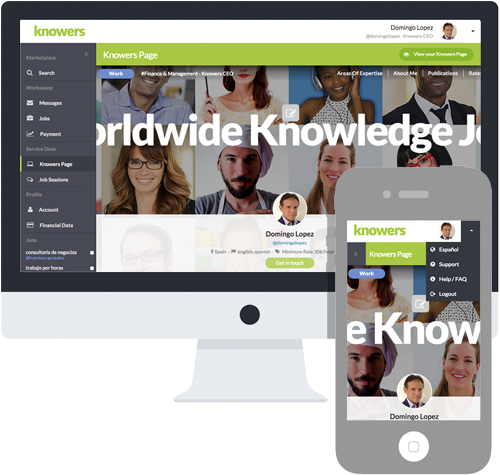 knowers
Domingo Lopez
@domingolopez - Knowers CEO
Marketplace
Knowers Page
View your Knowers Page
Search
Work
#Finance & Management - Knowers CEO
Areas Of Expertise
About Me
Publications
Rates
Workspace
Messages
Jobs
Payment
orldwide Knowledge Jo
Service Desk
Knowers Page
Job Sessions
Profile
Account
Financial Data
Jobs
consultoría de negocios
@francisco-gonzalez
trabajo por horas
Domingo Lopez
@domingolopez
Spain - english, spanish - Minimum Rate 30€/hour
Get in touch
knowers
Knowers Page
Español
Support
Help / FAQ
Logout
Work
e Know
Domingo Lopez